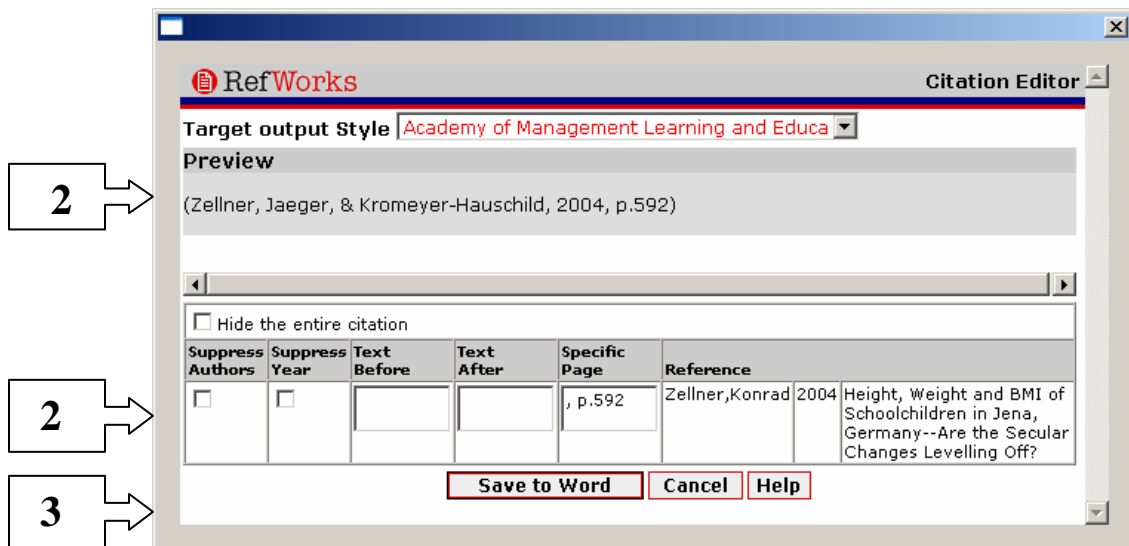 RefWorks Citation Editor
Target output Style Academy of Management Learning and Educa
Preview
2
(Zellner, Jaeger, & Kromeyer-Hauschild, 2004, p.592)
Hide the entire citation
Suppress Authors Suppress Year Text Before Text After Specific Page Reference
2
, p.592 Zellner,Konrad 2004 Height, Weight and BMI of
Schoolchildren in Jena,
Germany--Are the Secular
Changes Levelling Off?
Save to Word Cancel Help
3